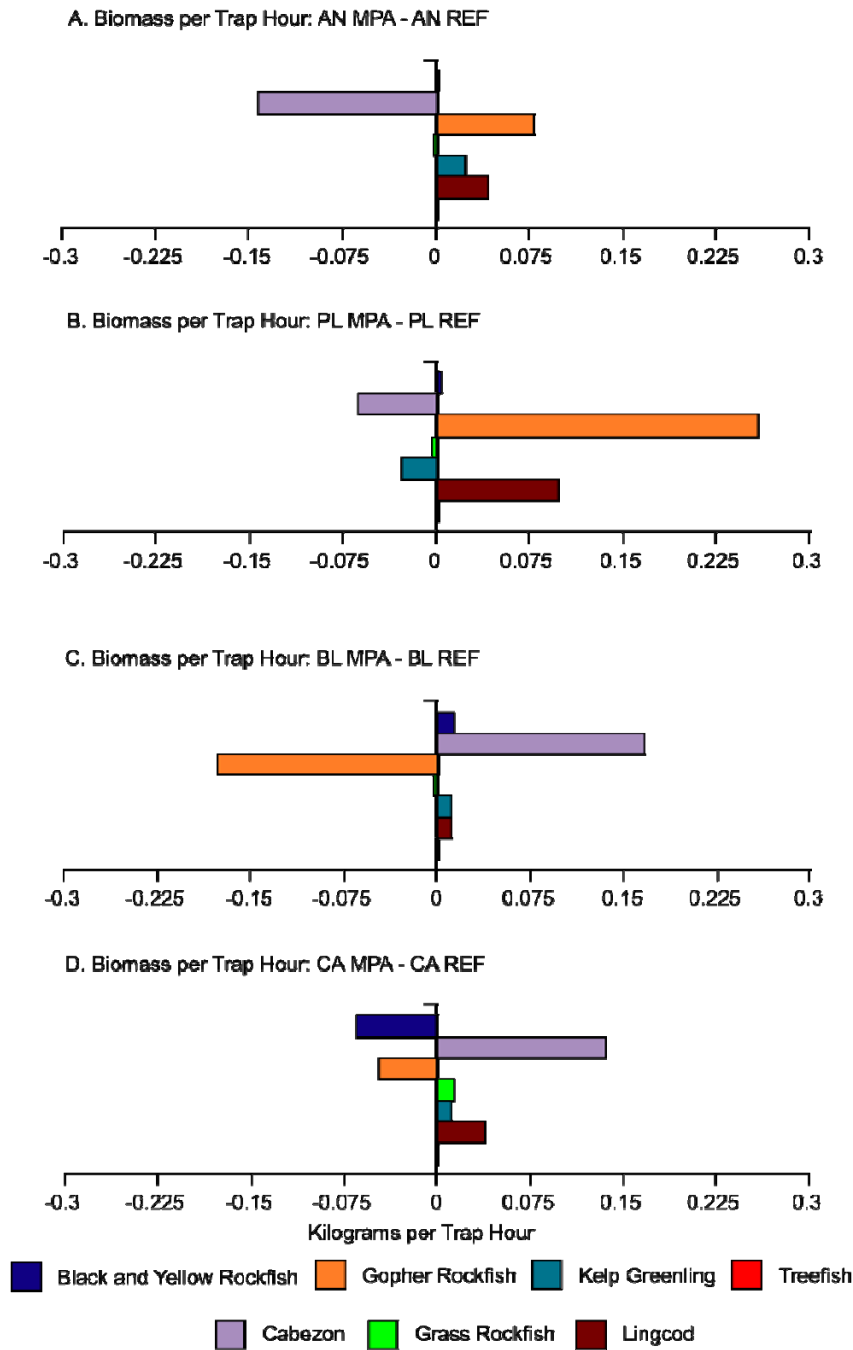 A. Biomass per Trap Hour: AN MPA - AN REF
-0.3 -0.225 -0.15 -0.075 0 0.075 0.15 0.225 0.3
B. Biomass per Trap Hour: PL MPA - PL REF
-0.3 -0.225 -0.15 -0.075 0 0.075 0.15 0.225 0.3
C. Biomass per Trap Hour: BL MPA - BL REF
-0.3 -0.225 -0.15 -0.075 0 0.075 0.15 0.225 0.3
D. Biomass per Trap Hour: CA MPA - CA REF
-0.3 -0.225 -0.15 -0.075 0 0.075 0.15 0.225 0.3
Kilograms per Trap Hour
Black and Yellow Rockfish Gopher Rockfish Kelp Greenling Treefish
Cabezon Grass Rockfish Lingcod